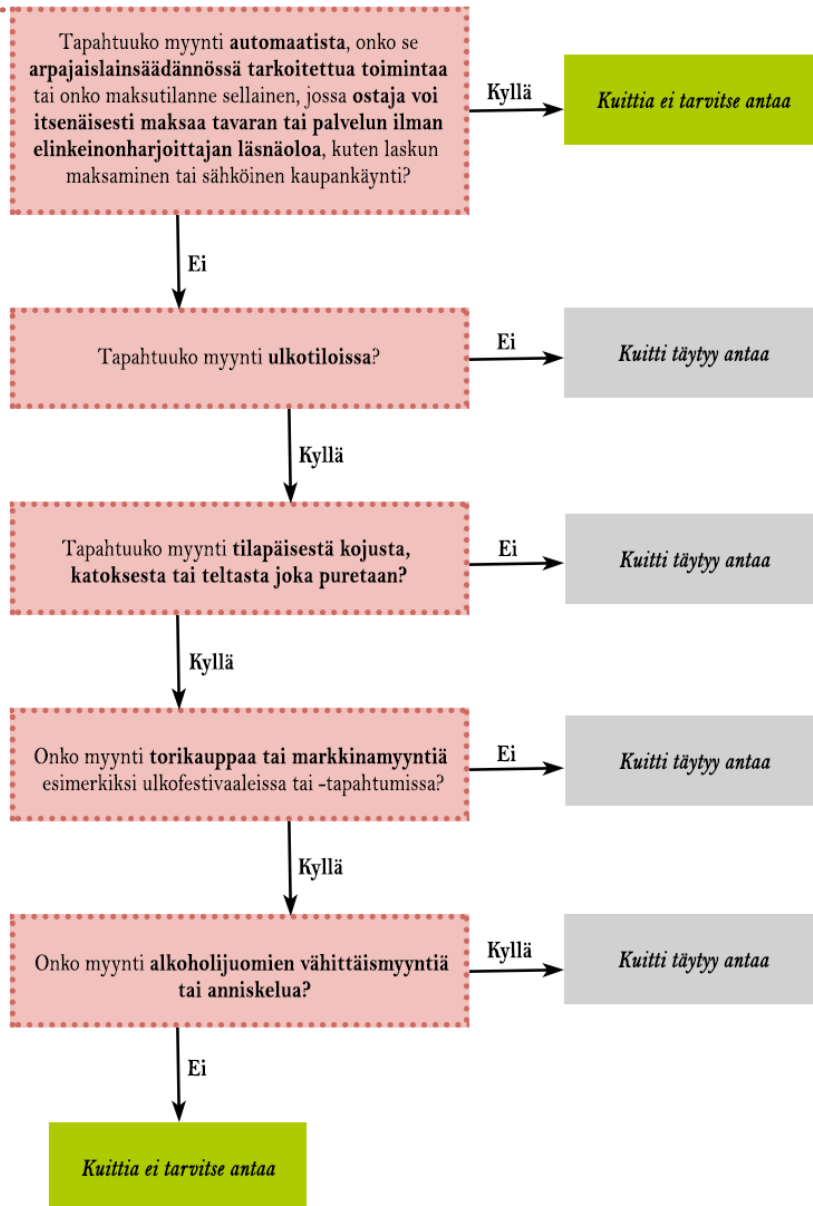 Tapahtuuko myynti automaatista, onko se
arpajaislainsäädännössä tarkoitettua toimintaa
tai onko maksutilanne sellainen, jossa ostaja voi
itsenäisesti maksaa tavaran tai palvelun ilman
elinkeinonharjoittajan läsnäoloa, kuten laskun
maksaminen tai sähköinen kaupankäynti?
Kyllä
Kuittia ei tarvitse antaa
Ei
Tapahtuuko myynti ulkotiloissa?
Ei
Kuitti täytyy antaa
Kyllä
Tapahtuuko myynti tilapäisestä kojusta,
katoksesta tai teltasta joka puretaan?
Ei
Kuitti täytyy antaa
Kyllä
Onko myynti torikauppaa tai markkinamyyntiä
esimerkiksi ulkofestivaaleissa tai -tapahtumissa?
Ei
Kuitti täytyy antaa
Kyllä
Onko myynti alkoholijuomien vähittäismyyntiä
tai anniskelua?
Kyllä
Kuitti täytyy antaa
Ei
Kuittia ei tarvitse antaa